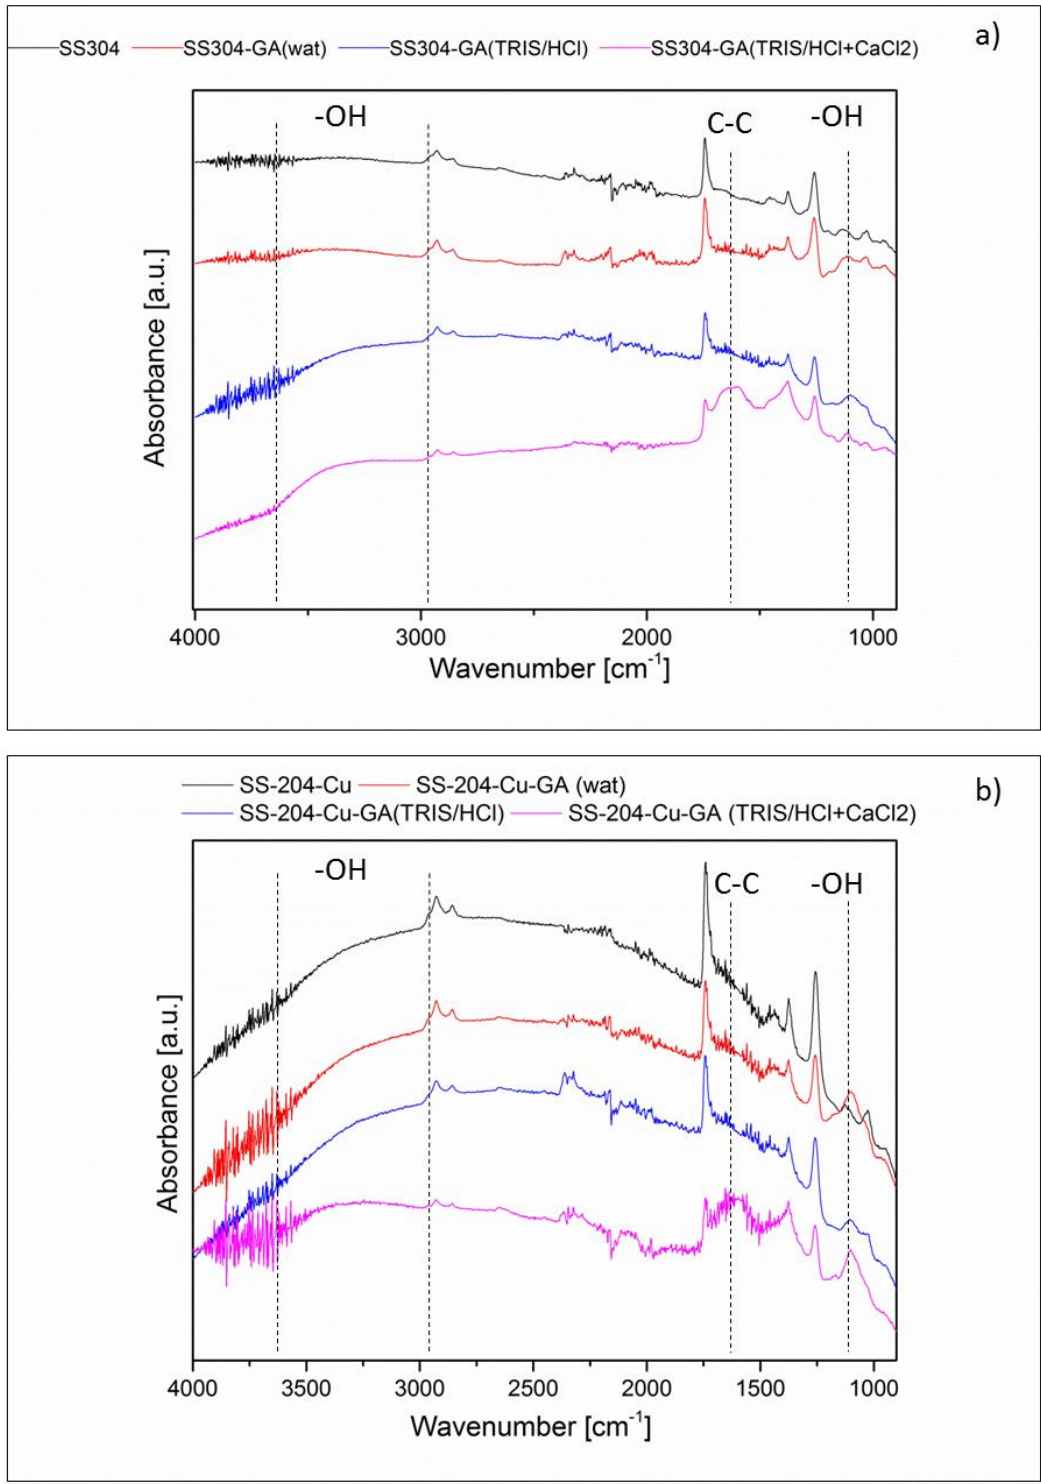 a)
SS304 SS304-GA(wat) SS304-GA(TRIS/HCl) SS304-GA(TRIS/HCl+CaCl2)
-OH C-C -OH
Absorbance [a.u.]
4000 3000 2000 1000
Wavenumber [cm⁻¹]
b)
SS-204-Cu SS-204-Cu-GA (wat)
SS-204-Cu-GA(TRIS/HCl) SS-204-Cu-GA (TRIS/HCl+CaCl2)
-OH C-C -OH
Absorbance [a.u.]
4000 3500 3000 2500 2000 1500 1000
Wavenumber [cm⁻¹]